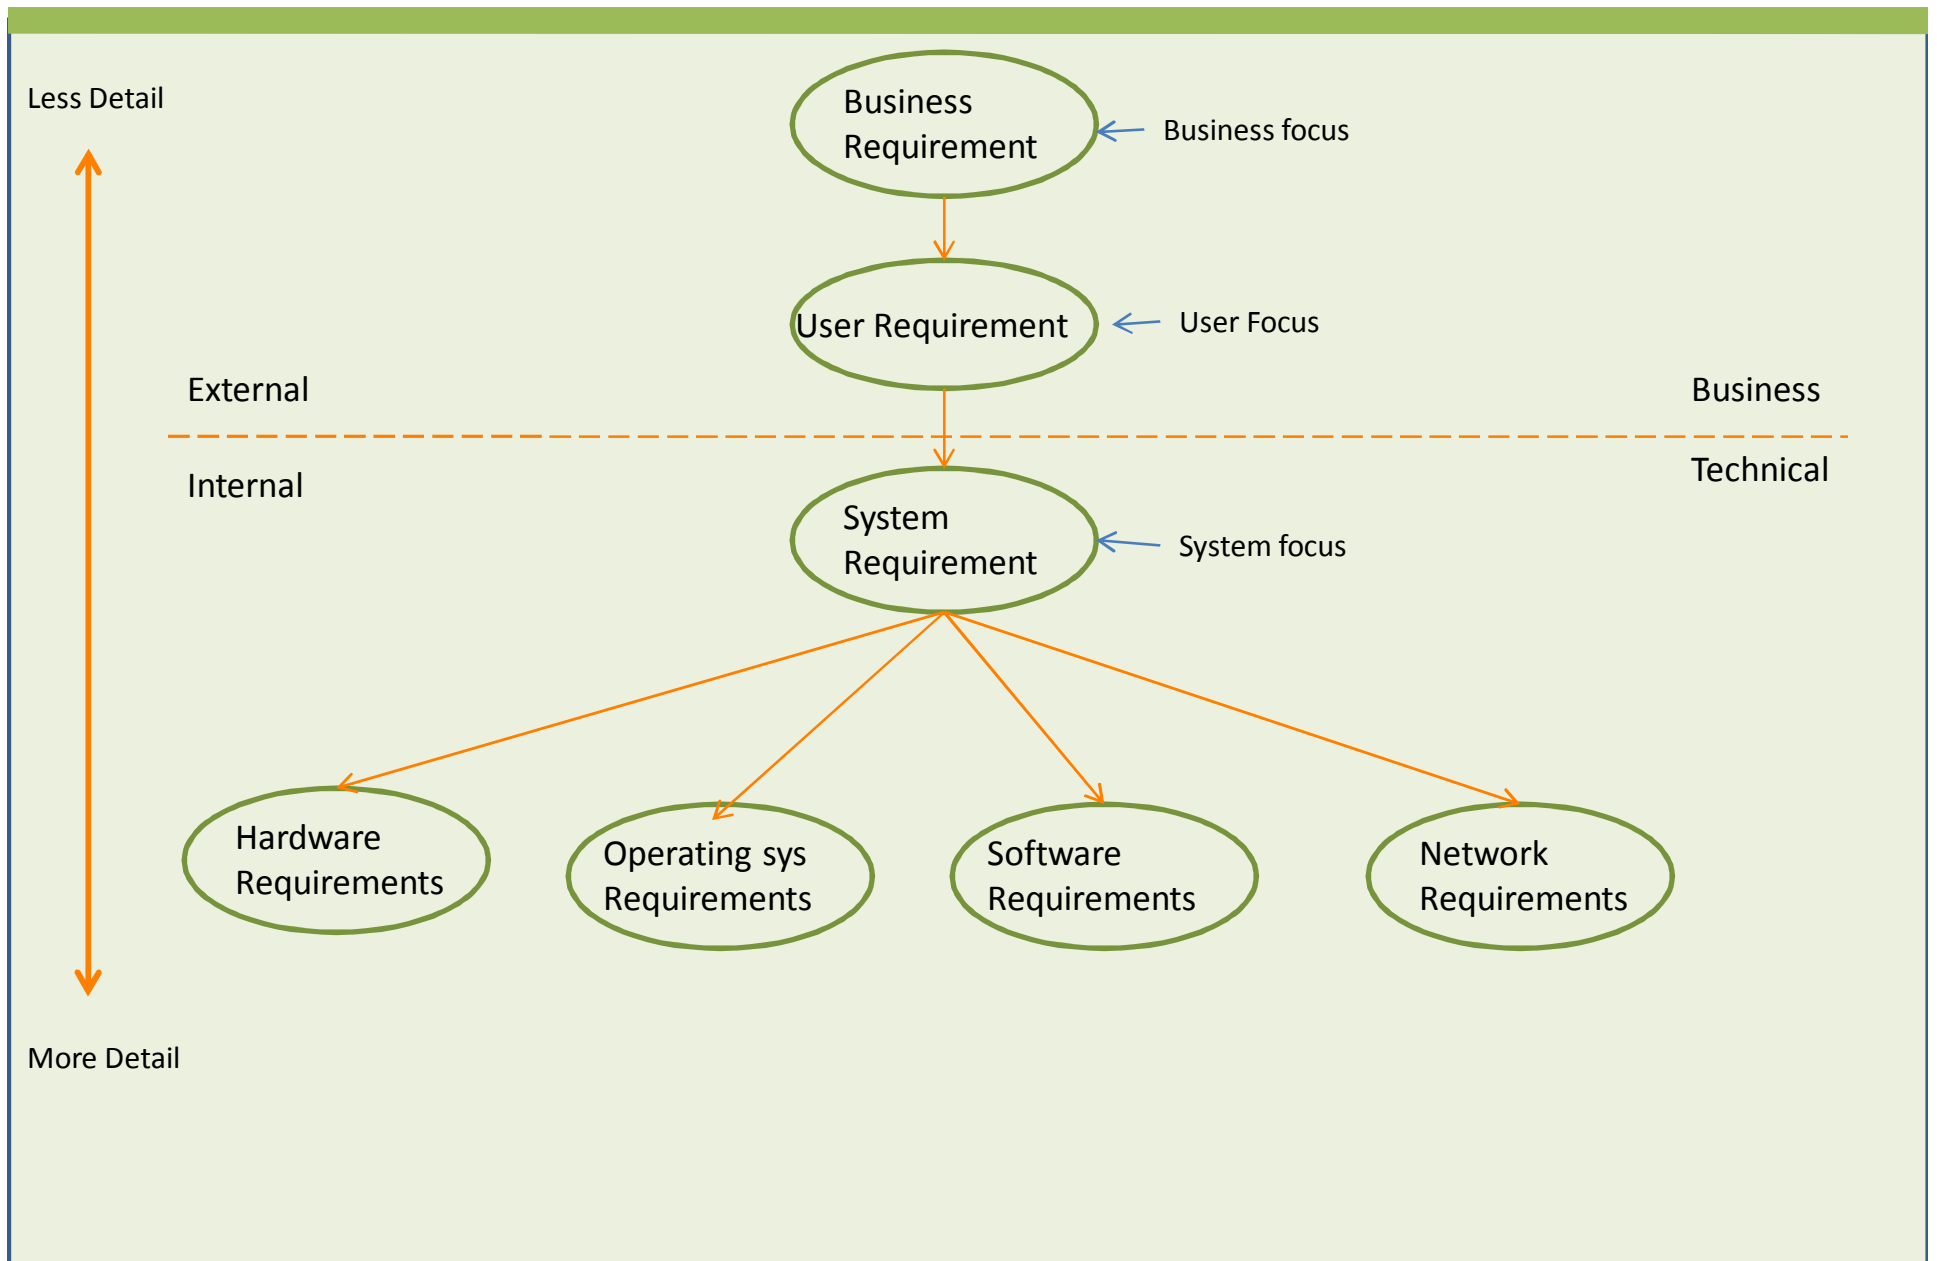 Less Detail
Business
Requirement
Business focus
User Requirement
User Focus
External
Business
Internal
Technical
System
Requirement
System focus
Hardware
Requirements
Operating sys
Requirements
Software
Requirements
Network
Requirements
More Detail